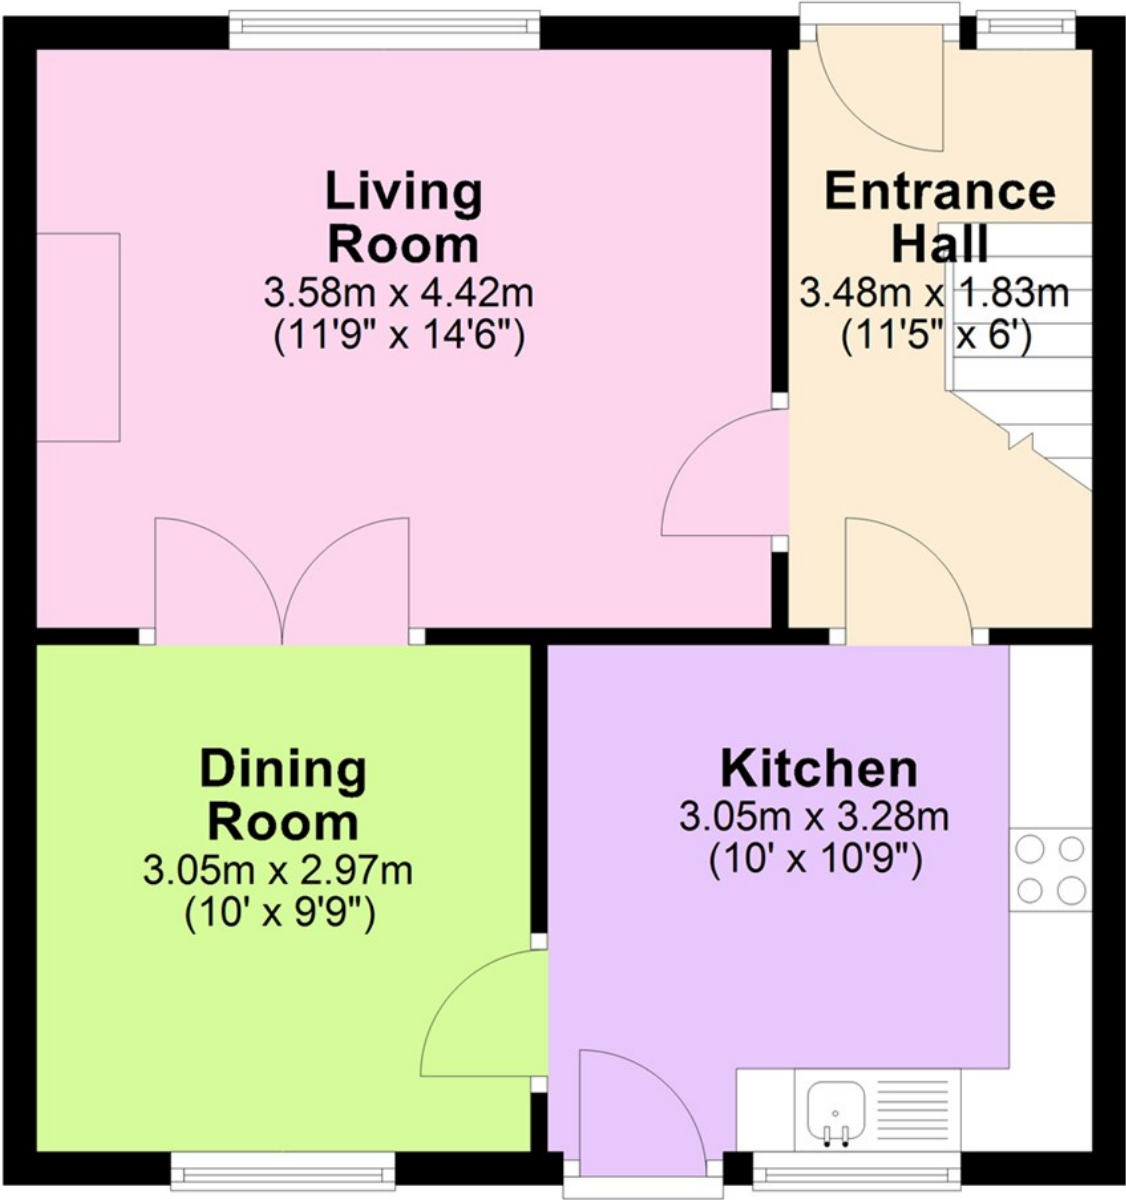 Living
Room
3.58m x 4.42m
(11'9" x 14'6")
Entrance
Hall
3.48m x 1.83m
(11'5" x 6')
Dining
Room
3.05m x 2.97m
(10' x 9'9")
Kitchen
3.05m x 3.28m
(10' x 10'9")